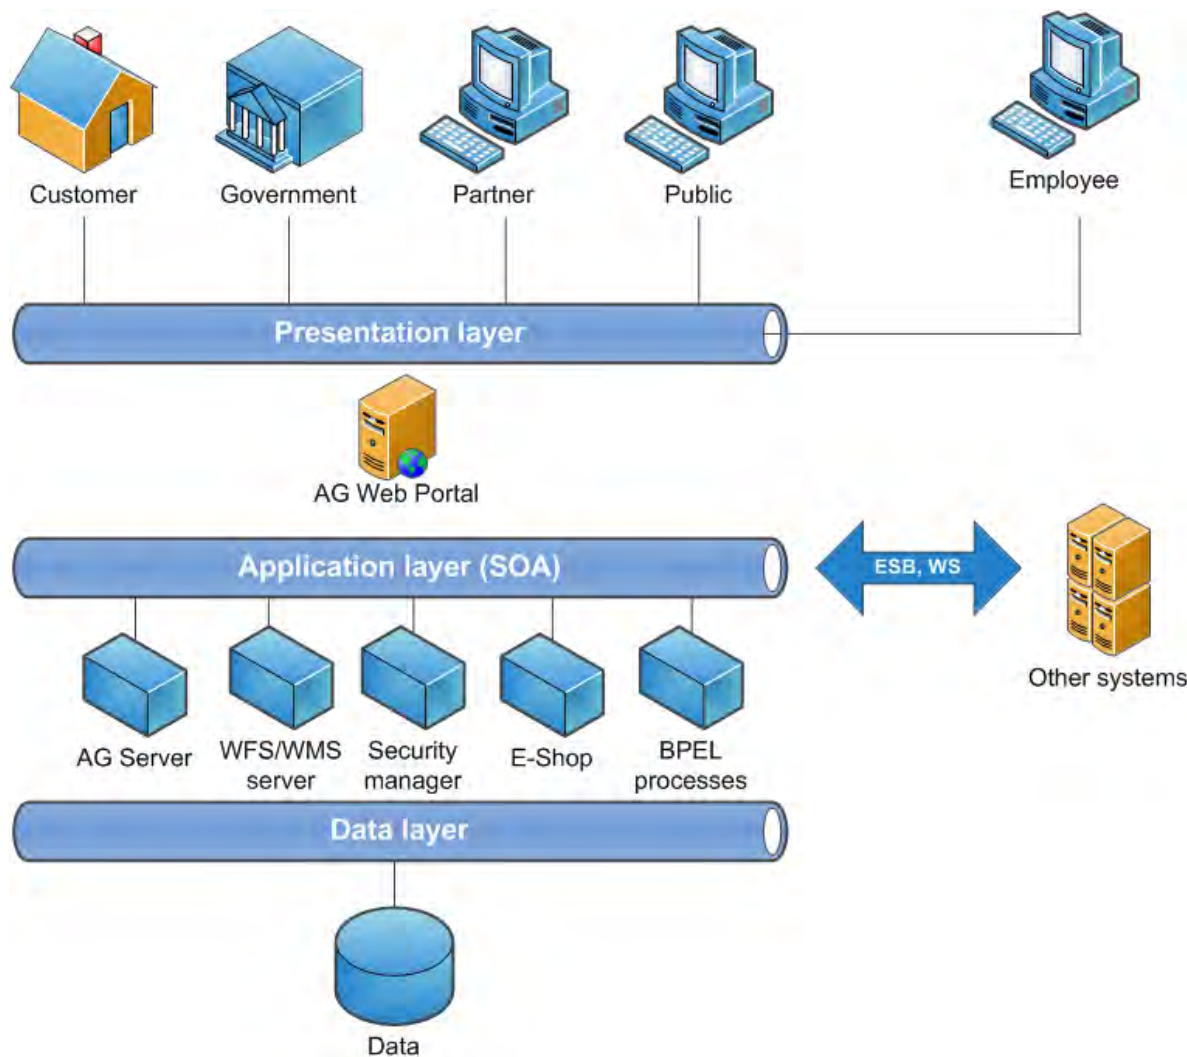 Customer
Government
Partner
Public
Employee
Presentation layer
AG Web Portal
Application layer (SOA)
ESB, WS
Other systems
AG Server
WFS/WMS
server
Security
manager
E-Shop
BPEL
processes
Data layer
Data